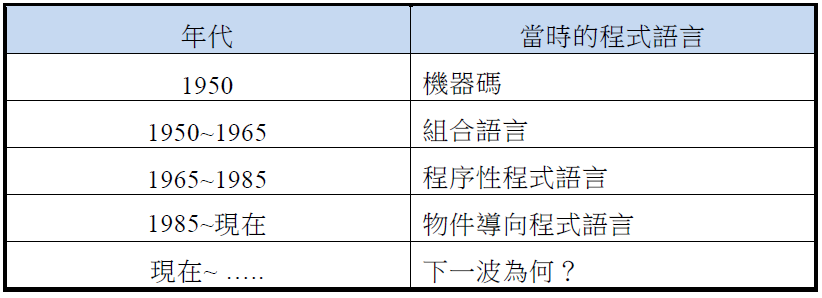 年代 當時的程式語言
1950 機器碼
1950~1965 組合語言
1965~1985 程序性程式語言
1985~現在 物件導向程式語言
現在~ ..... 下一波為何？